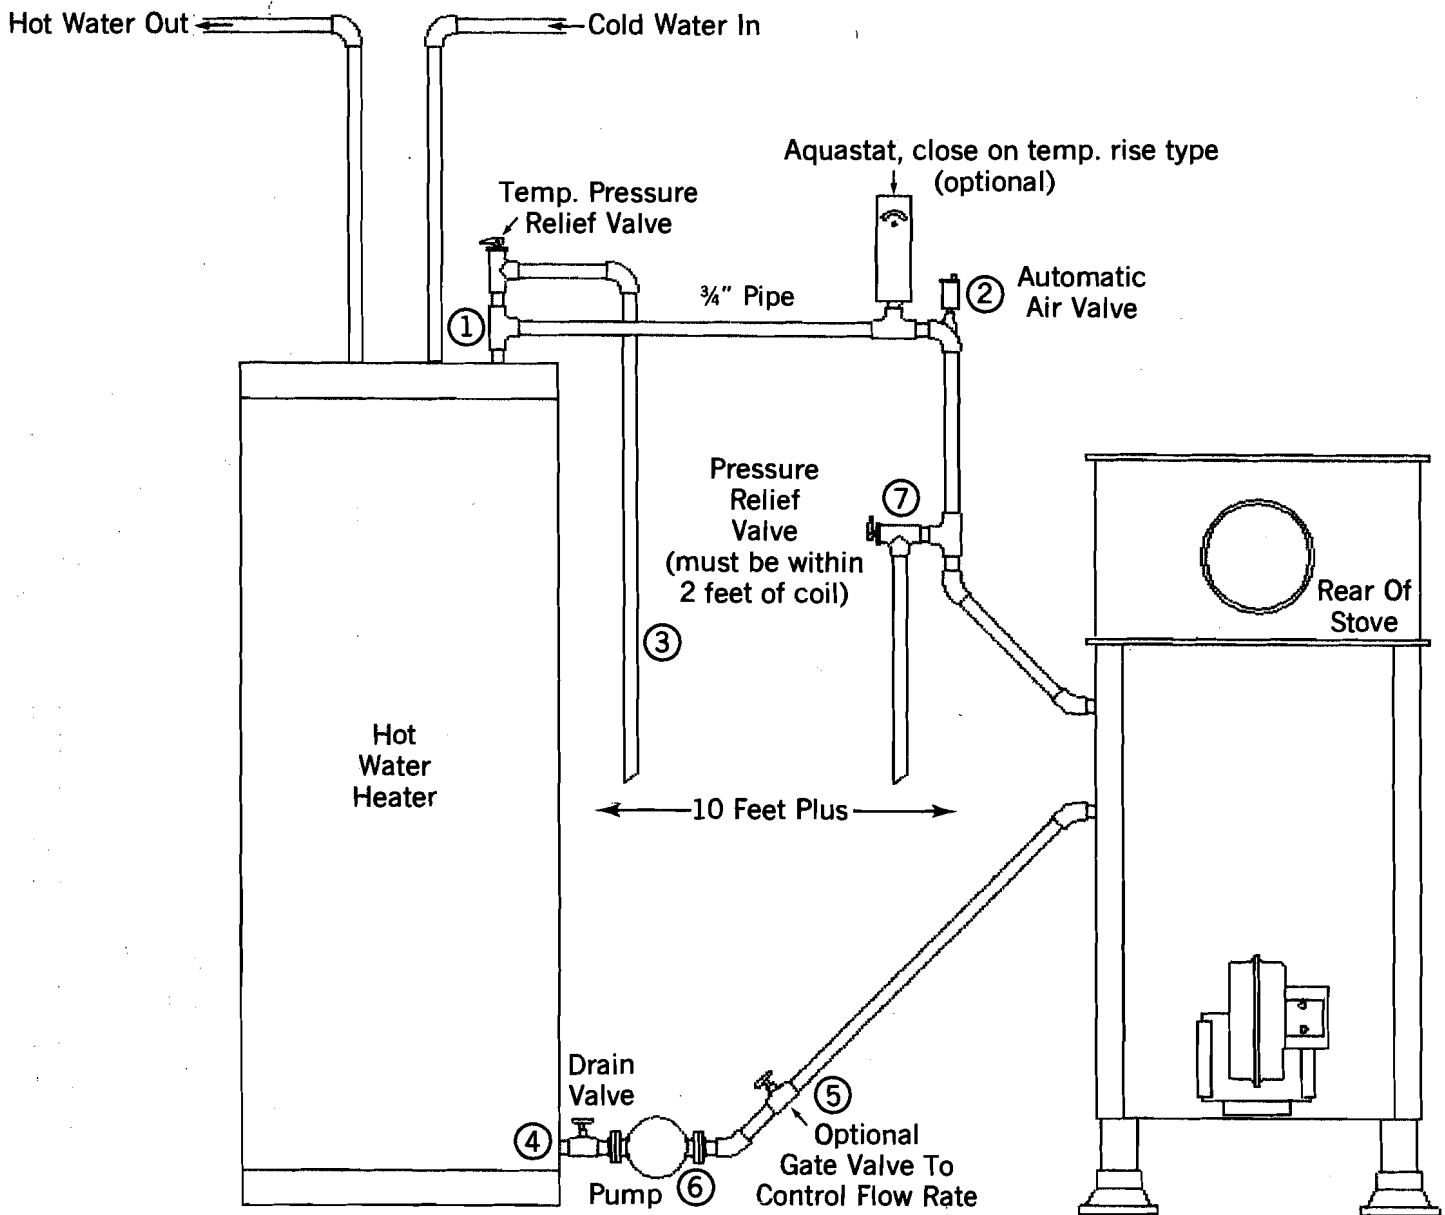 Hot Water Out
Cold Water In
Aquastat, close on temp. rise type
(optional)
Temp. Pressure
Relief Valve
¾" Pipe
② Automatic
Air Valve
①
Pressure
Relief
Valve
(must be within
2 feet of coil)
⑦
Rear Of
Stove
③
Hot
Water
Heater
10 Feet Plus
Drain
Valve
④
⑤
Optional
Gate Valve To
Control Flow Rate
Pump ⑥